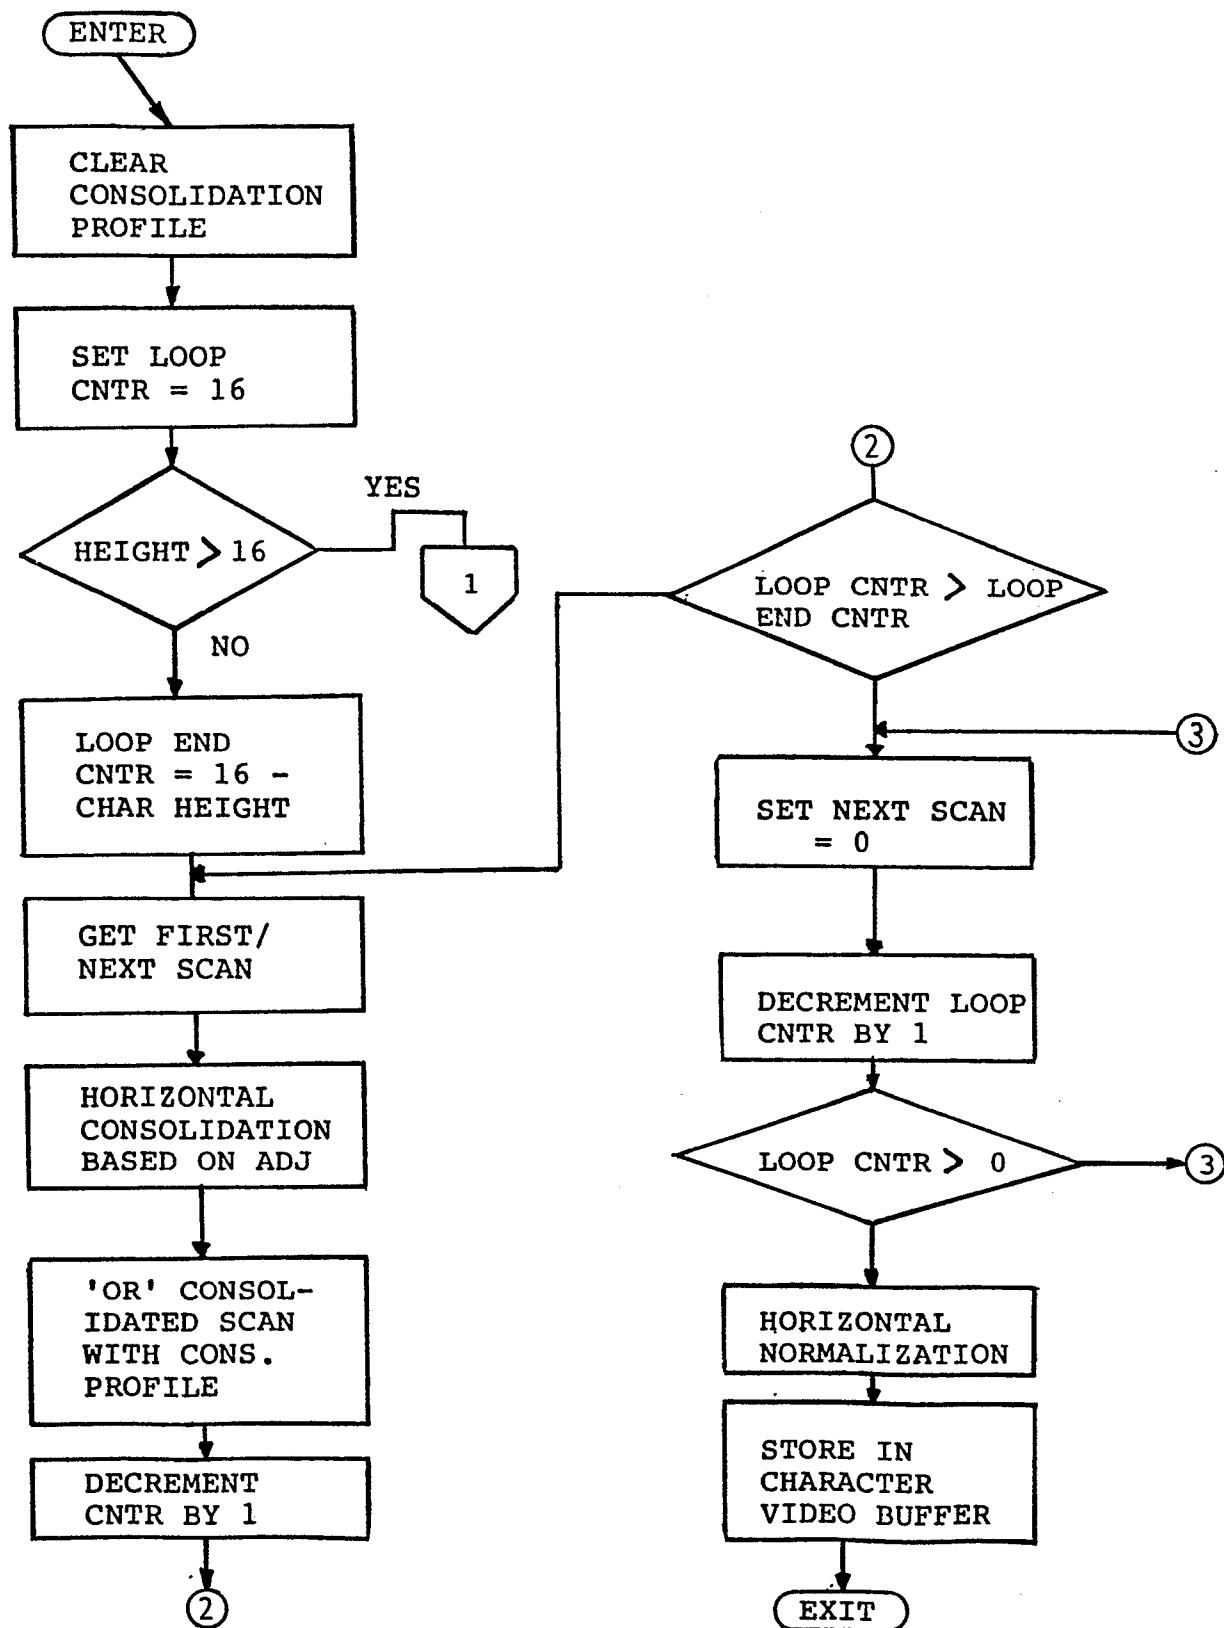 ENTER
CLEAR
CONSOLIDATION
PROFILE
SET LOOP
CNTR = 16
HEIGHT > 16
YES
1
NO
LOOP END
CNTR = 16 -
CHAR HEIGHT
GET FIRST/
NEXT SCAN
HORIZONTAL
CONSOLIDATION
BASED ON ADJ
'OR' CONSOL-
IDATED SCAN
WITH CONS.
PROFILE
DECREMENT
CNTR BY 1
2
2
LOOP CNTR > LOOP
END CNTR
3
SET NEXT SCAN
= 0
DECREMENT LOOP
CNTR BY 1
LOOP CNTR > 0
3
HORIZONTAL
NORMALIZATION
STORE IN
CHARACTER
VIDEO BUFFER
EXIT